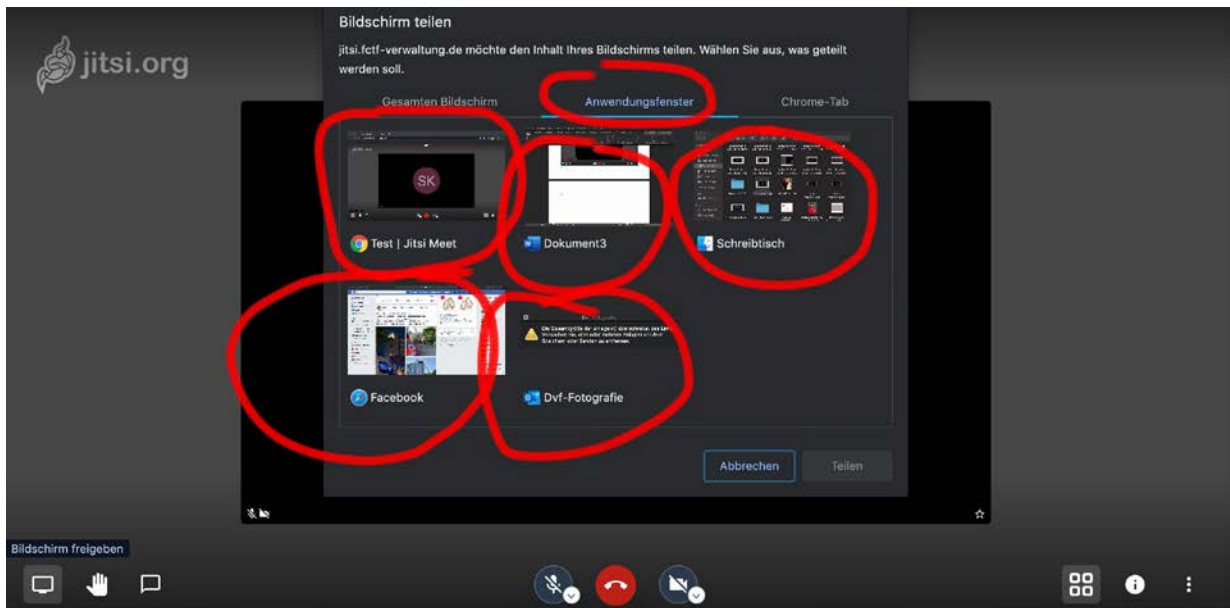 Bildschirm teilen
jitsi.org
jitsi.fctf-verwaltung.de möchte den Inhalt Ihres Bildschirms teilen. Wählen Sie aus, was geteilt
werden soll.
Gesamten Bildschirm Anwendungsfenster Chrome-Tab
SK
Test | Jitsi Meet Dokument3 Schreibtisch
Facebook Dvf-Fotografie
Abbrechen Teilen
Bildschirm freigeben